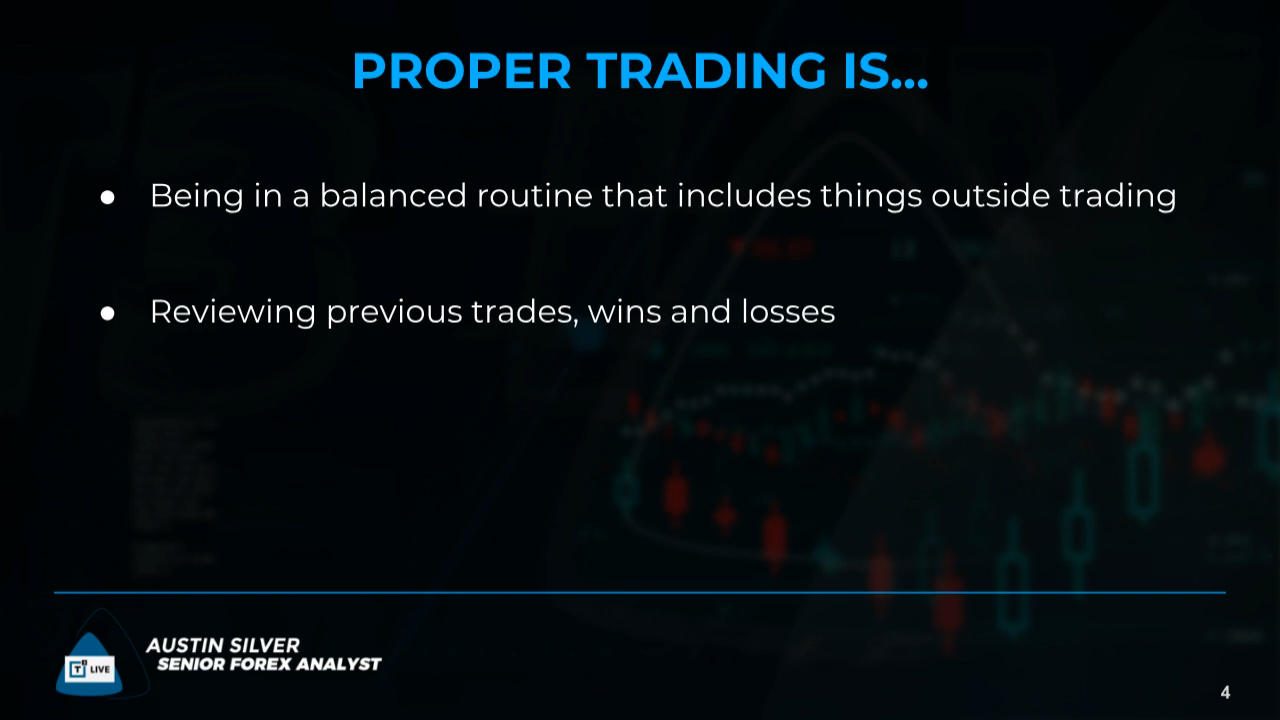 PROPER TRADING IS...
● Being in a balanced routine that includes things outside trading
● Reviewing previous trades, wins and losses
AUSTIN SILVER
SENIOR FOREX ANALYST
LIVE
4